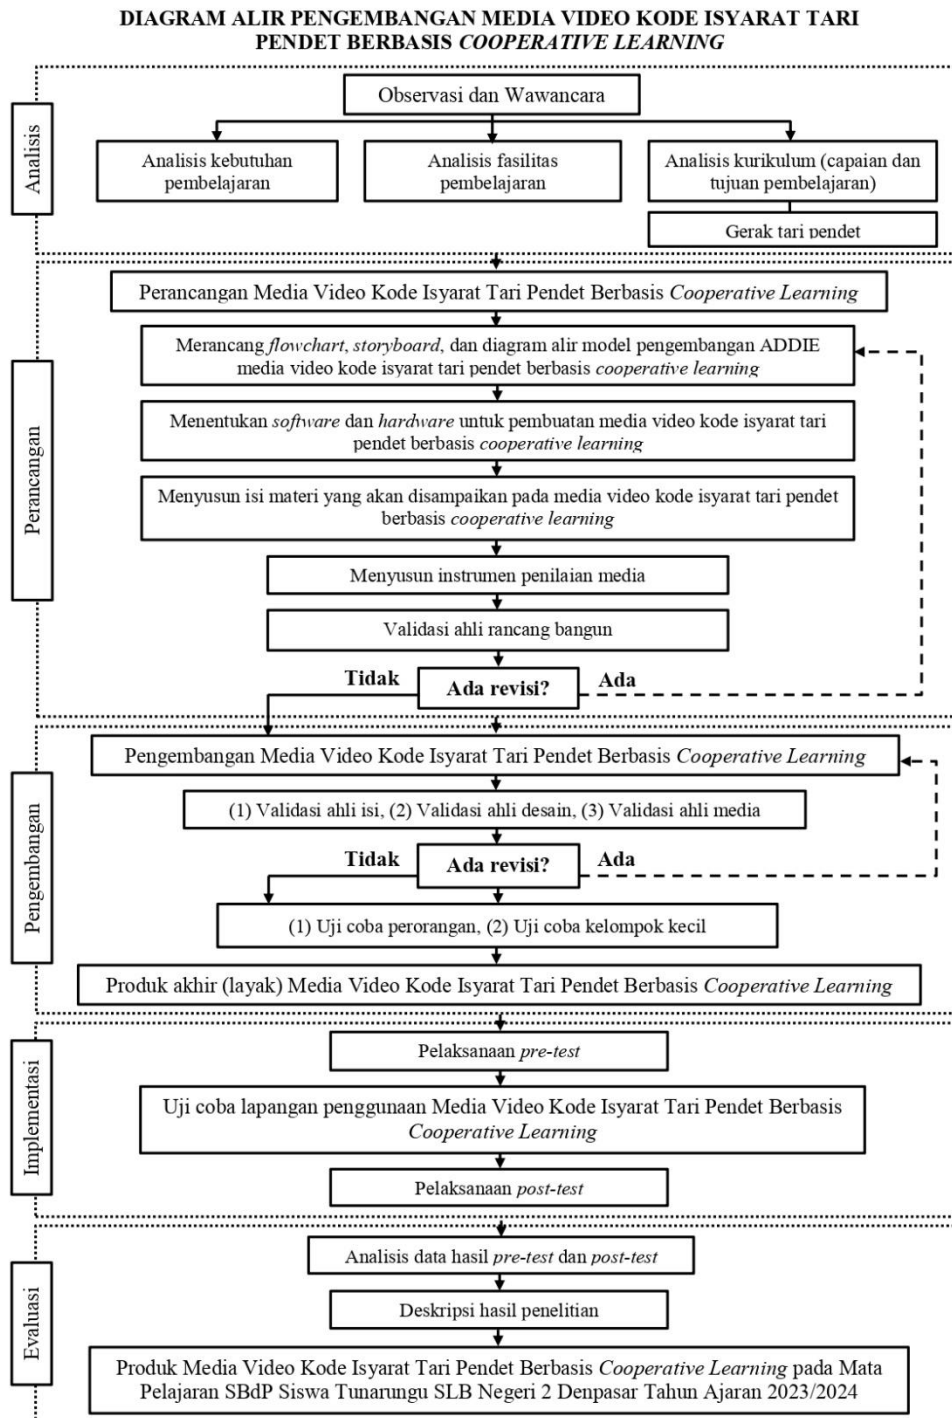 DIAGRAM ALIR PENGEMBANGAN MEDIA VIDEO KODE ISYARAT TARI
PENDET BERBASIS COOPERATIVE LEARNING
Analisis
Observasi dan Wawancara
Analisis kebutuhan
pembelajaran
Analisis fasilitas
pembelajaran
Analisis kurikulum (capaian dan
tujuan pembelajaran)
Gerak tari pendet
Perancangan
Perancangan Media Video Kode Isyarat Tari Pendet Berbasis Cooperative Learning
Merancang flowchart, storyboard, dan diagram alir model pengembangan ADDIE
media video kode isyarat tari pendet berbasis cooperative learning
Menentukan software dan hardware untuk pembuatan media video kode isyarat tari
pendet berbasis cooperative learning
Menyusun isi materi yang akan disampaikan pada media video kode isyarat tari pendet
berbasis cooperative learning
Menyusun instrumen penilaian media
Validasi ahli rancang bangun
Tidak
Ada revisi?
Ada
Pengembangan
Pengembangan Media Video Kode Isyarat Tari Pendet Berbasis Cooperative Learning
(1) Validasi ahli isi, (2) Validasi ahli desain, (3) Validasi ahli media
Tidak
Ada revisi?
Ada
(1) Uji coba perorangan, (2) Uji coba kelompok kecil
Produk akhir (layak) Media Video Kode Isyarat Tari Pendet Berbasis Cooperative Learning
Implementasi
Pelaksanaan pre-test
Uji coba lapangan penggunaan Media Video Kode Isyarat Tari Pendet Berbasis
Cooperative Learning
Pelaksanaan post-test
Evaluasi
Analisis data hasil pre-test dan post-test
Deskripsi hasil penelitian
Produk Media Video Kode Isyarat Tari Pendet Berbasis Cooperative Learning pada Mata
Pelajaran SBdP Siswa Tunarungu SLB Negeri 2 Denpasar Tahun Ajaran 2023/2024